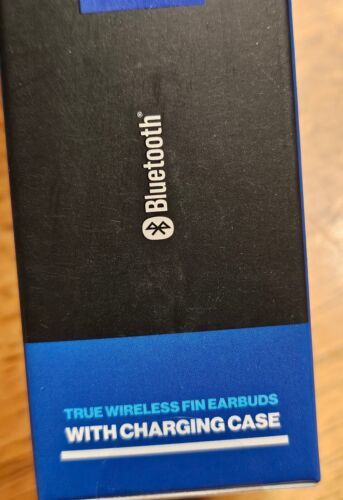 Bluetooth®
TRUE WIRELESS FIN EARBUDS
WITH CHARGING CASE